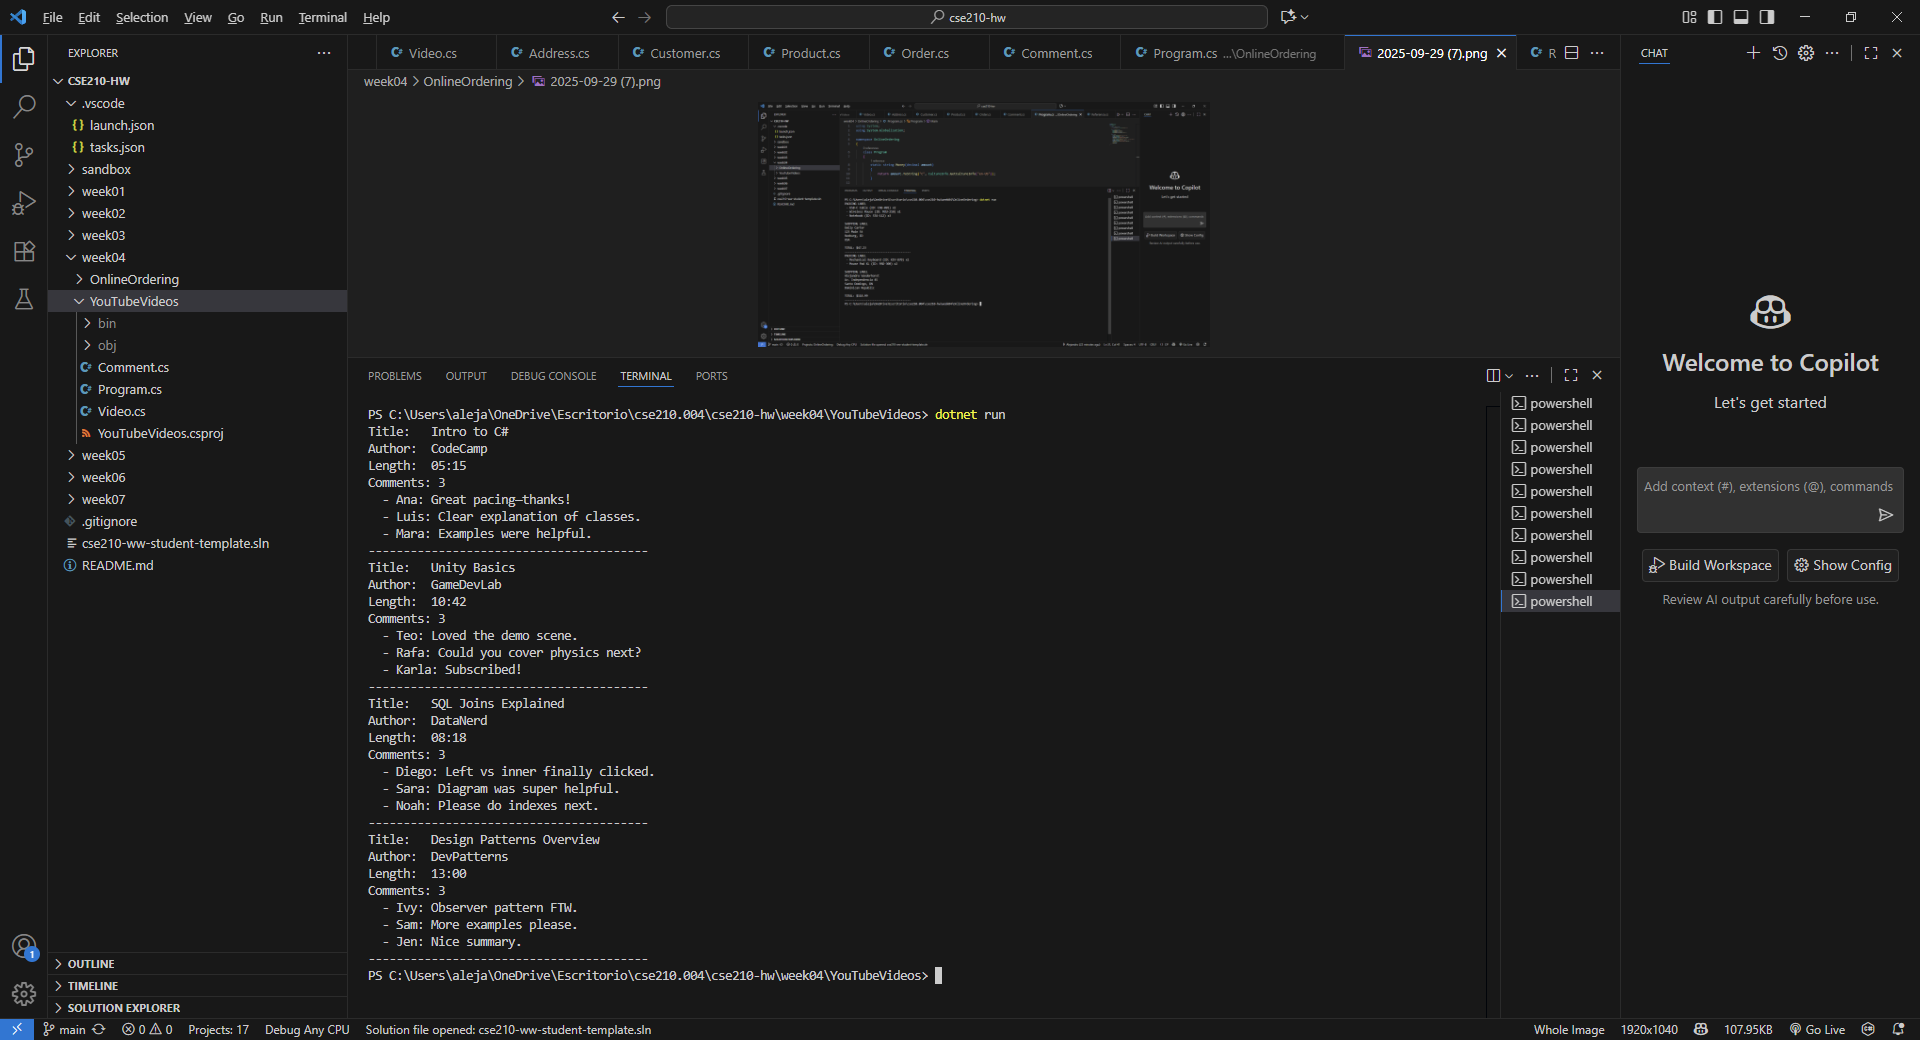 File Edit Selection View Go Run Terminal Help
cse210-hw
EXPLORER
CSE210-HW
.vscode
launch.json
tasks.json
sandbox
week01
week02
week03
week04
OnlineOrdering
YouTubeVideos
bin
obj
Comment.cs
Program.cs
Video.cs
YouTubeVideos.csproj
week05
week06
week07
.gitignore
cse210-ww-student-template.sln
README.md
OUTLINE
TIMELINE
SOLUTION EXPLORER
Video.cs Address.cs Customer.cs Product.cs Order.cs Comment.cs Program.cs ...\OnlineOrdering 2025-09-29 (7).png R
week04 > OnlineOrdering > 2025-09-29 (7).png
PROBLEMS OUTPUT DEBUG CONSOLE TERMINAL PORTS
PS C:\Users\aleja\OneDrive\Escritorio\cse210.004\cse210-hw\week04\YouTubeVideos> dotnet run
Title: Intro to C#
Author: CodeCamp
Length: 05:15
Comments: 3
- Ana: Great pacing—thanks!
- Luis: Clear explanation of classes.
- Mara: Examples were helpful.
----------------------------------------
Title: Unity Basics
Author: GameDevLab
Length: 10:42
Comments: 3
- Teo: Loved the demo scene.
- Rafa: Could you cover physics next?
- Karla: Subscribed!
----------------------------------------
Title: SQL Joins Explained
Author: DataNerd
Length: 08:18
Comments: 3
- Diego: Left vs inner finally clicked.
- Sara: Diagram was super helpful.
- Noah: Please do indexes next.
----------------------------------------
Title: Design Patterns Overview
Author: DevPatterns
Length: 13:00
Comments: 3
- Ivy: Observer pattern FTW.
- Sam: More examples please.
- Jen: Nice summary.
----------------------------------------
PS C:\Users\aleja\OneDrive\Escritorio\cse210.004\cse210-hw\week04\YouTubeVideos>
powershell
powershell
powershell
powershell
powershell
powershell
powershell
powershell
powershell
powershell
CHAT
Welcome to Copilot
Let's get started
Add context (#), extensions (@), commands
Build Workspace Show Config
Review AI output carefully before use.
1
main 0 0 Projects: 17 Debug Any CPU Solution file opened: cse210-ww-student-template.sln Whole Image 1920x1040 107.95KB Go Live